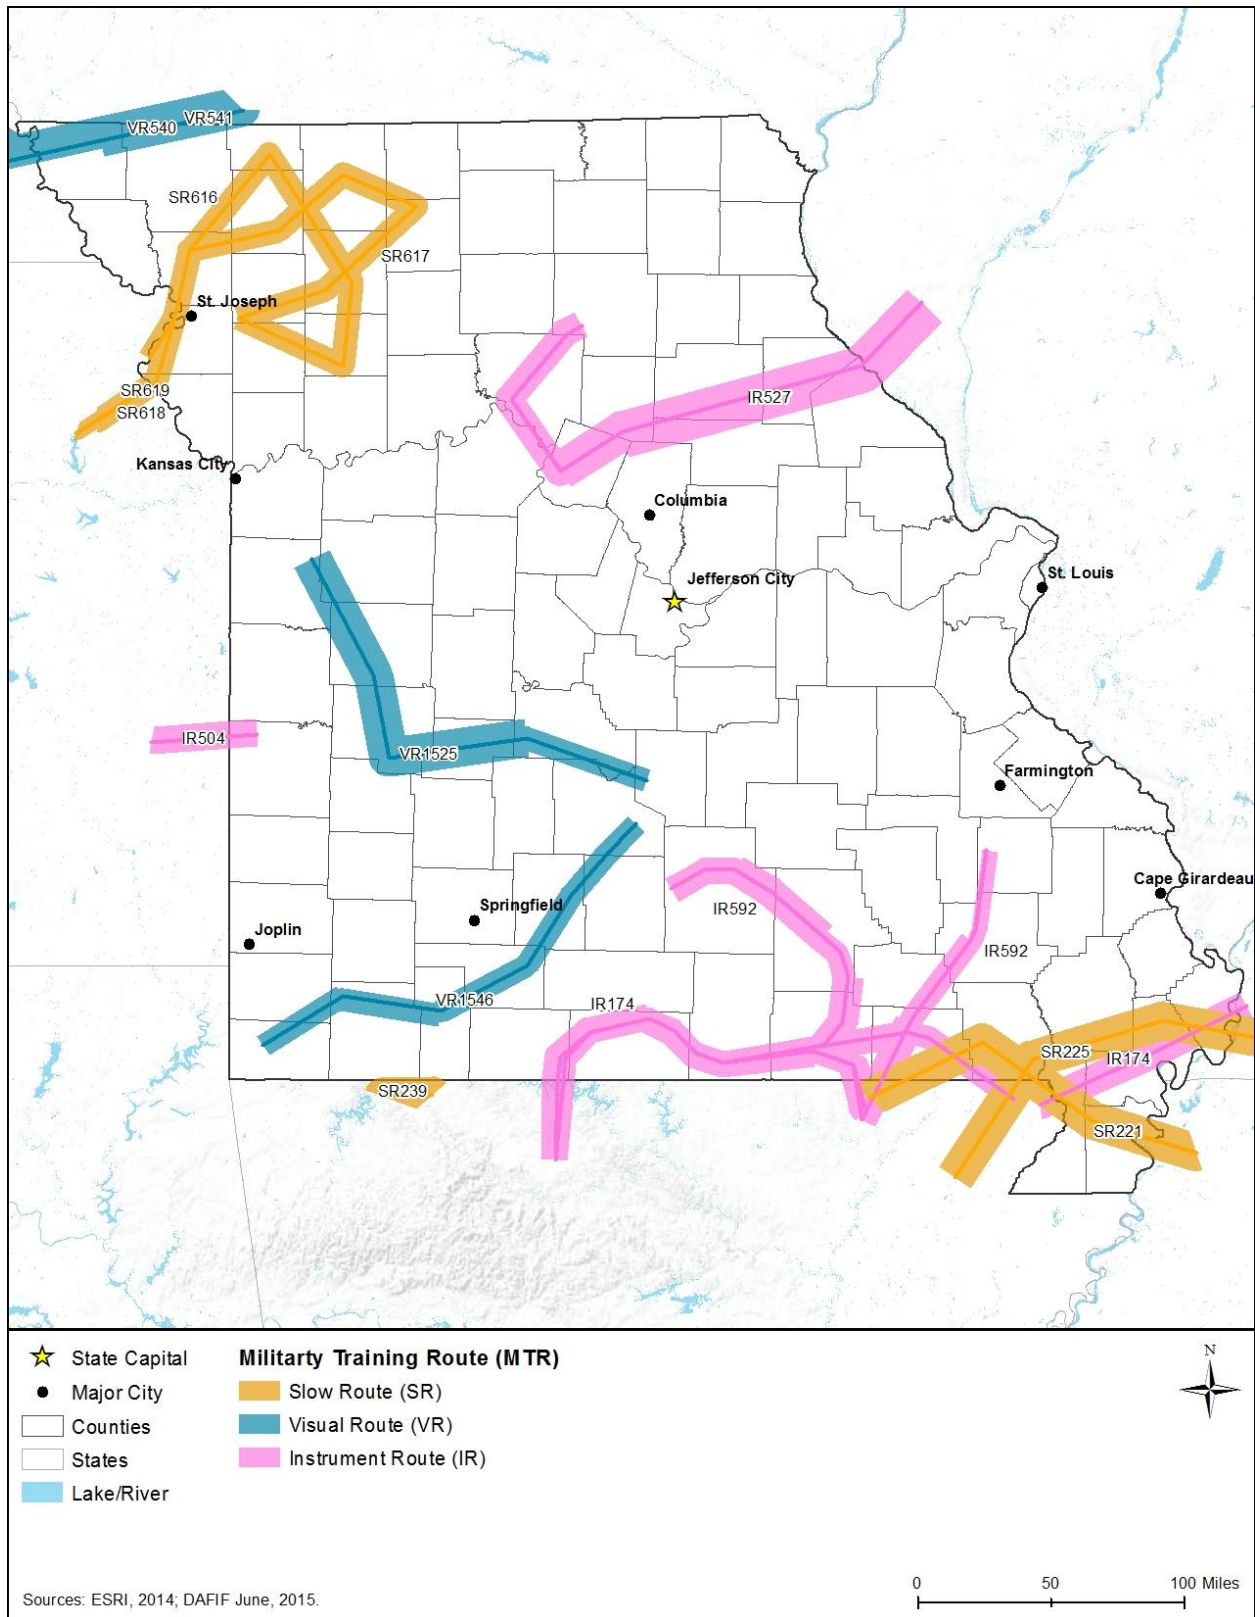 VR541
VR540
SR616
SR617
St. Joseph
SR619
SR618
IR527
Kansas City
Columbia
Jefferson City
St. Louis
IR504
VR1525
Farmington
Cape Girardeau
Springfield
IR592
Joplin
IR592
VR1546
IR174
SR225
IR174
SR239
SR221
State Capital
Major City
Counties
States
Lake/River
Militarty Training Route (MTR)
Slow Route (SR)
Visual Route (VR)
Instrument Route (IR)
N
Sources: ESRI, 2014; DAFIF June, 2015.
0 50 100 Miles